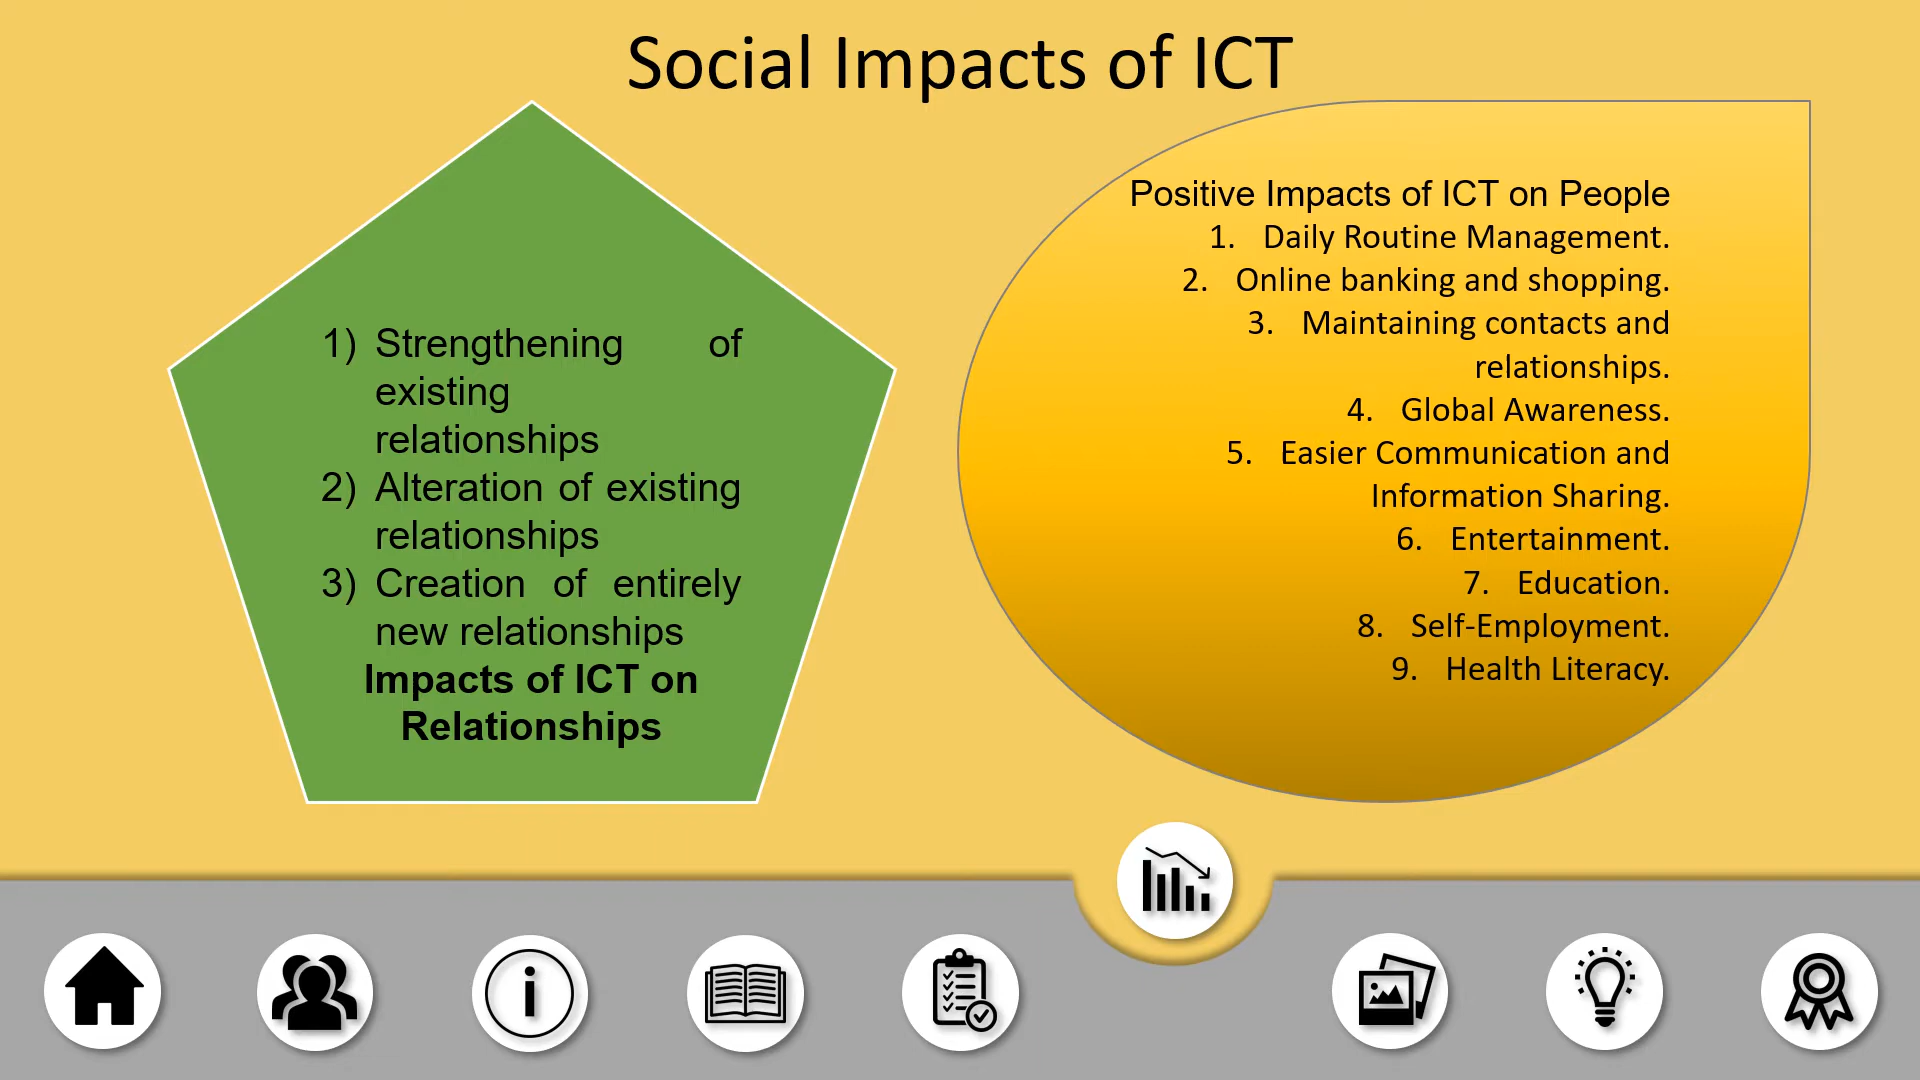 Social Impacts of ICT
1) Strengthening of
existing
relationships
2) Alteration of existing
relationships
3) Creation of entirely
new relationships
Impacts of ICT on
Relationships
Positive Impacts of ICT on People
1. Daily Routine Management.
2. Online banking and shopping.
3. Maintaining contacts and
relationships.
4. Global Awareness.
5. Easier Communication and
Information Sharing.
6. Entertainment.
7. Education.
8. Self-Employment.
9. Health Literacy.